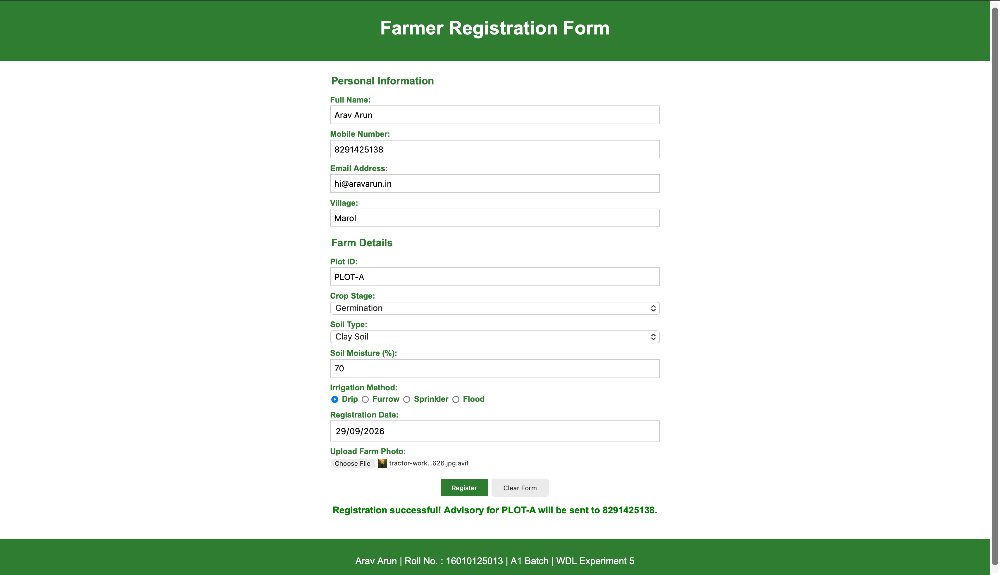 Farmer Registration Form
Personal Information
Full Name:
Arav Arun
Mobile Number:
8291425138
Email Address:
hi@aravarun.in
Village:
Marol
Farm Details
Plot ID:
PLOT-A
Crop Stage:
Germination
Soil Type:
Clay Soil
Soil Moisture (%):
70
Irrigation Method:
Drip Furrow Sprinkler Flood
Registration Date:
29/09/2026
Upload Farm Photo:
Choose File tractor-work...626.jpg.avif
Register Clear Form
Registration successful! Advisory for PLOT-A will be sent to 8291425138.
Arav Arun | Roll No. : 16010125013 | A1 Batch | WDL Experiment 5